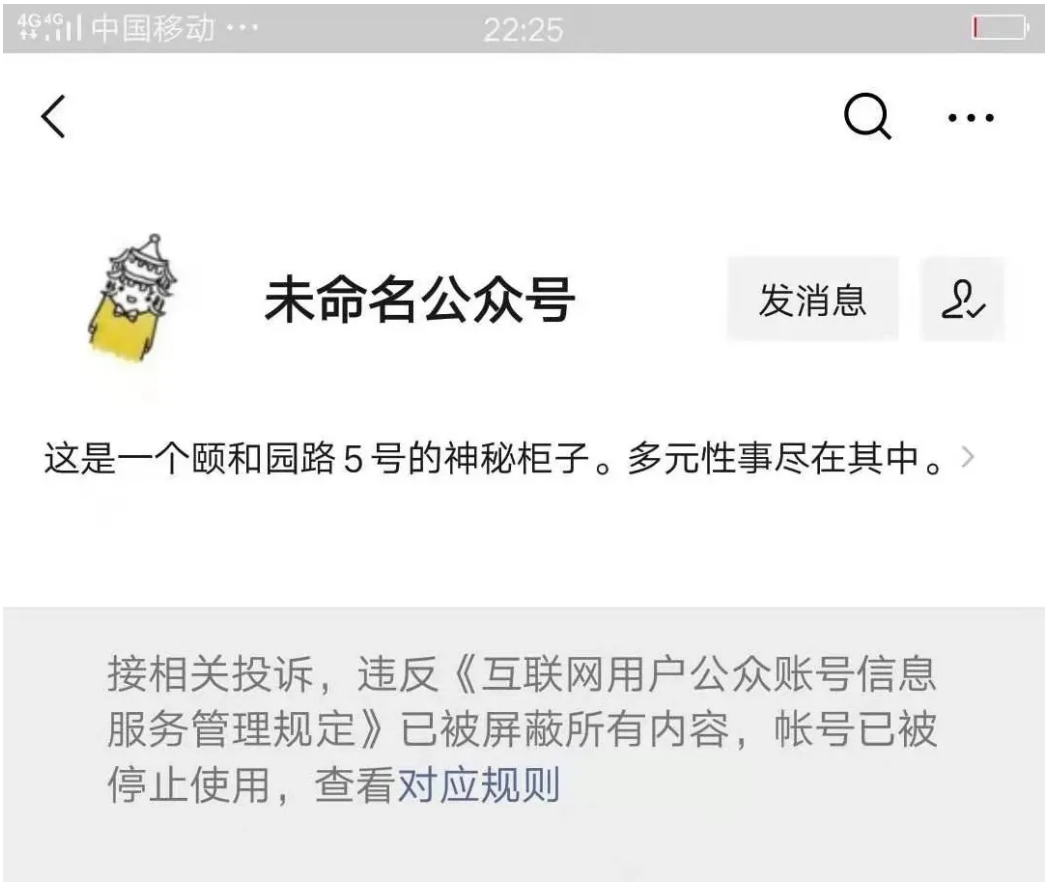 4G 4G 中国移动 ··· 22:25
未命名公众号 发消息
这是一个颐和园路5号的神秘柜子。多元性事尽在其中。
接相关投诉，违反《互联网用户公众账号信息
服务管理规定》已被屏蔽所有内容，帐号已被
停止使用，查看对应规则